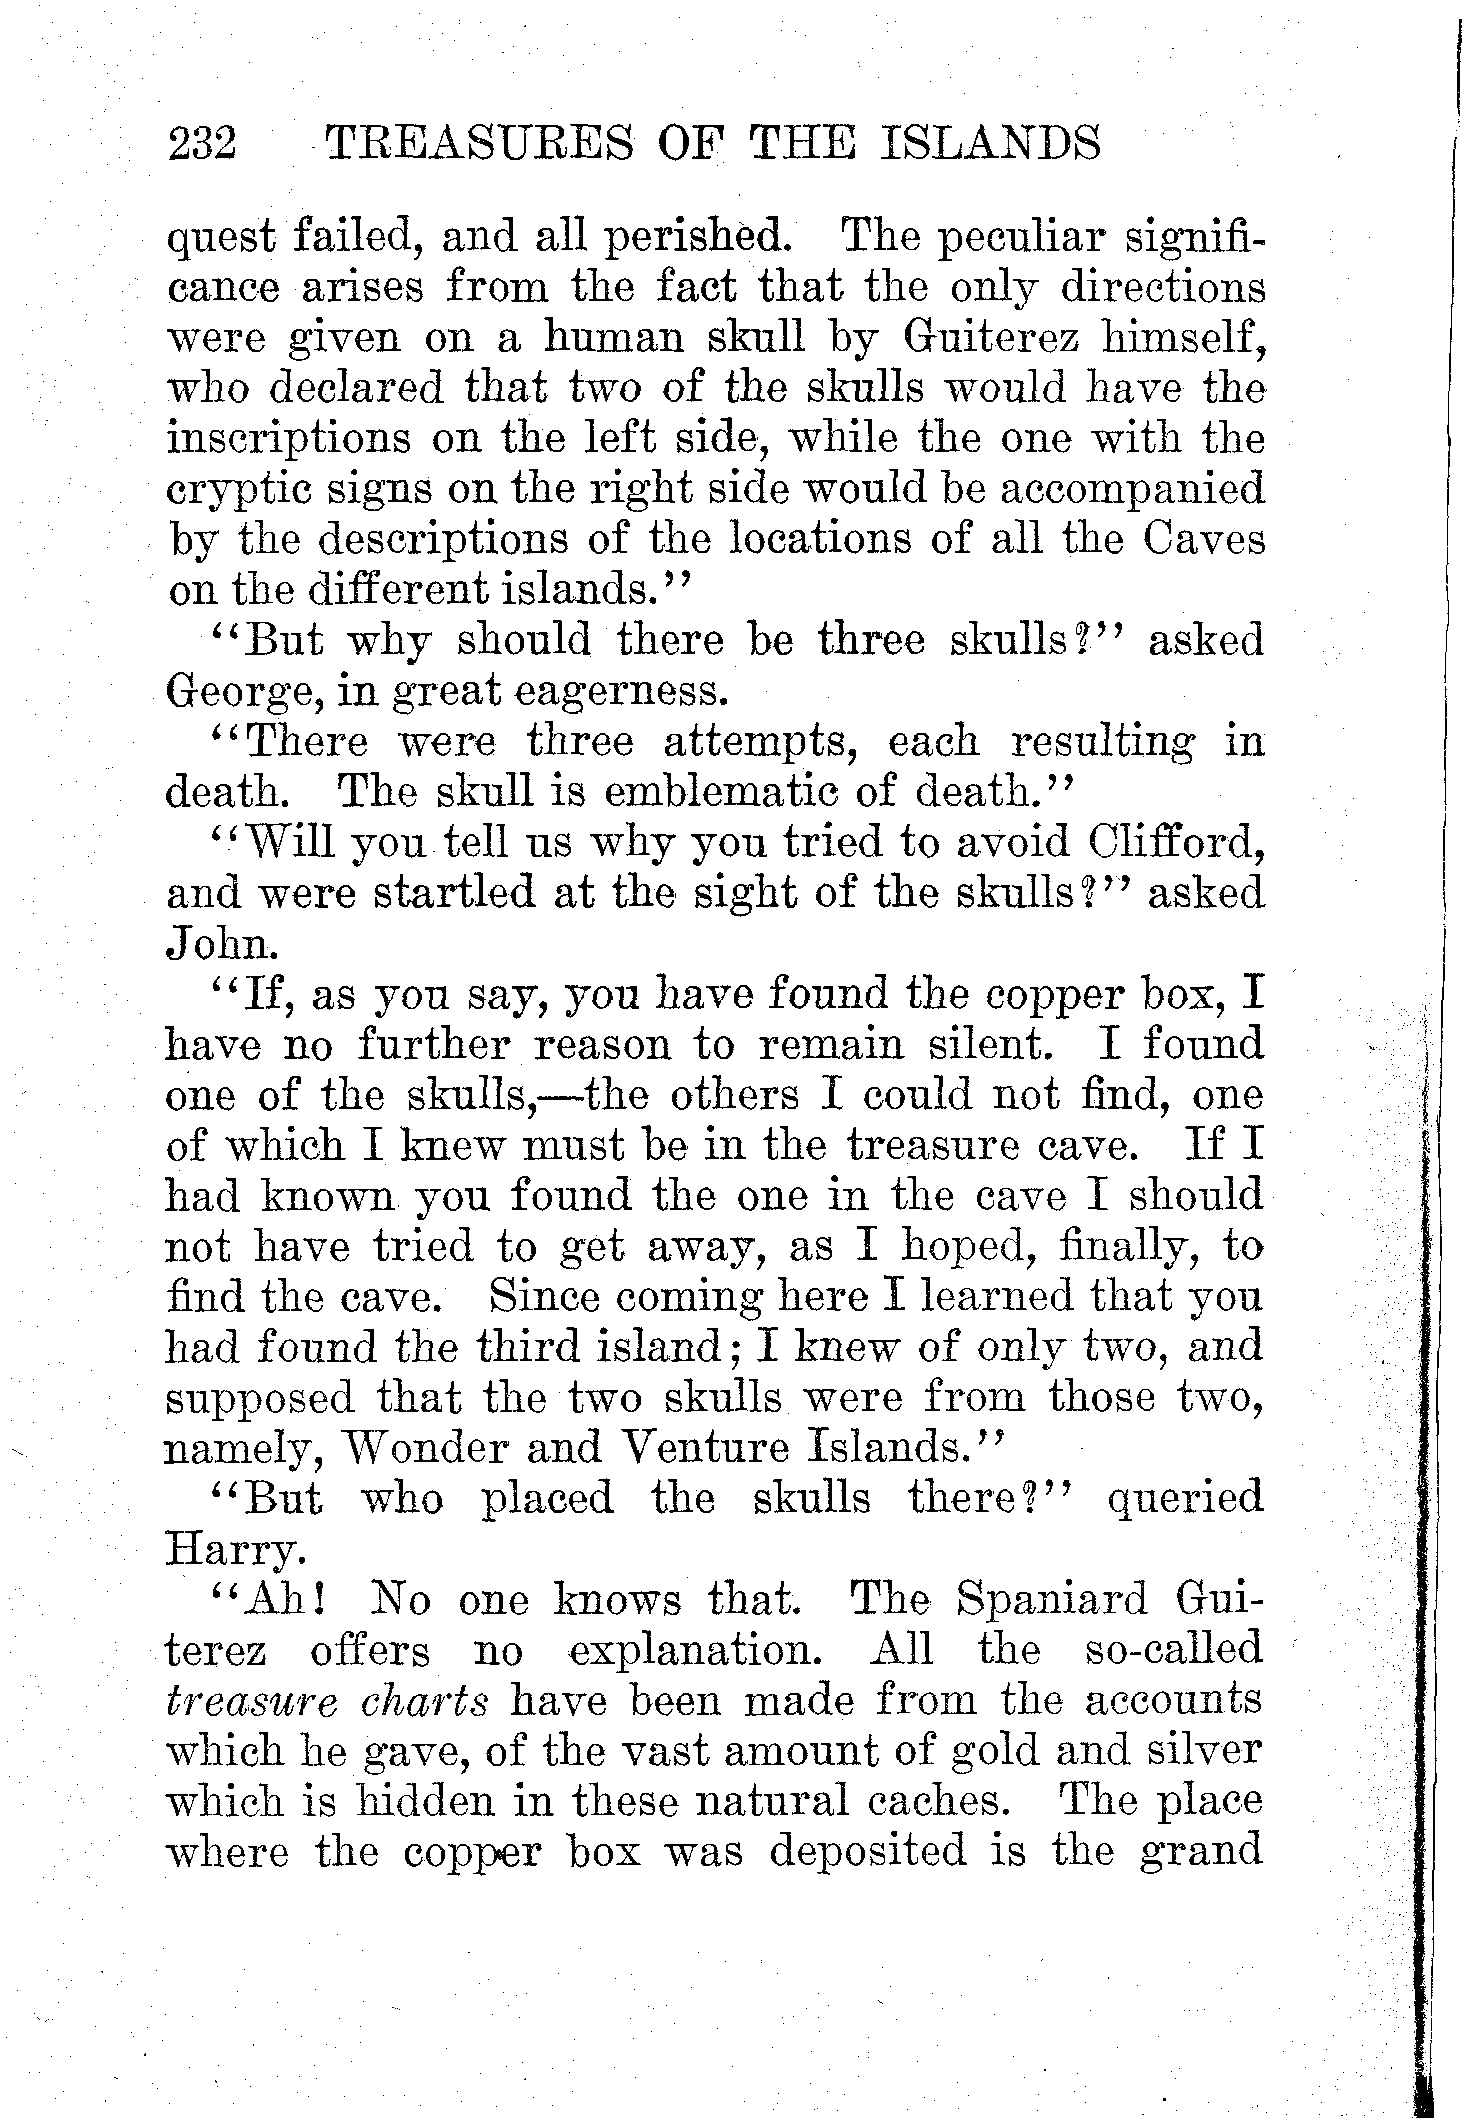 232 TREASURES OF THE ISLANDS
quest failed, and all perished. The peculiar signifi-
cance arises from the fact that the only directions
were given on a human skull by Guiterez himself,
who declared that two of the skulls would have the
inscriptions on the left side, while the one with the
cryptic signs on the right side would be accompanied
by the descriptions of the locations of all the Caves
on the different islands."
"But why should there be three skulls?" asked
George, in great eagerness.
"There were three attempts, each resulting in
death. The skull is emblematic of death."
"Will you tell us why you tried to avoid Clifford,
and were startled at the sight of the skulls?" asked
John.
"If, as you say, you have found the copper box, I
have no further reason to remain silent. I found
one of the skulls,—the others I could not find, one
of which I knew must be in the treasure cave. If I
had known you found the one in the cave I should
not have tried to get away, as I hoped, finally, to
find the cave. Since coming here I learned that you
had found the third island; I knew of only two, and
supposed that the two skulls were from those two,
namely, Wonder and Venture Islands."
"But who placed the skulls there?" queried
Harry.
"Ah! No one knows that. The Spaniard Gui-
terez offers no explanation. All the so-called
treasure charts have been made from the accounts
which he gave, of the vast amount of gold and silver
which is hidden in these natural caches. The place
where the copper box was deposited is the grand